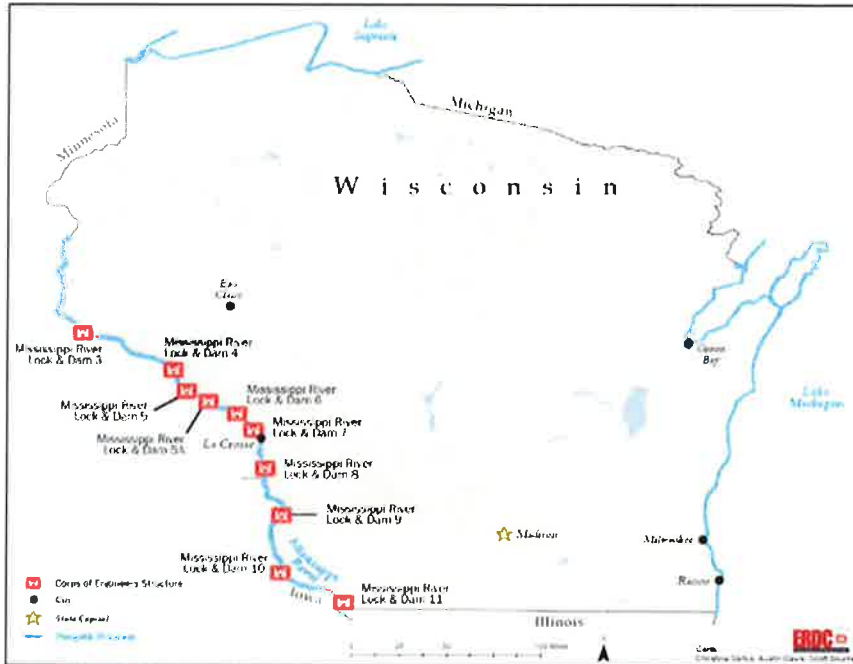 Lake
Superior
Michigan
Minnesota
Wisconsin
Eau
Claire
Green
Bay
Lake
Michigan
Mississippi River
Lock & Dam 3
Mississippi River
Lock & Dam 4
Mississippi River
Lock & Dam 5
Mississippi River
Lock & Dam 5A
Mississippi River
Lock & Dam 6
Mississippi River
Lock & Dam 7
La Crosse
Mississippi River
Lock & Dam 8
Mississippi River
Lock & Dam 9
Mississippi River
Lock & Dam 10
Mississippi
River
Mississippi River
Lock & Dam 11
Madison
Milwaukee
Racine
Iowa
Illinois
Corps of Engineers Structure
City
State Capital
ERDC